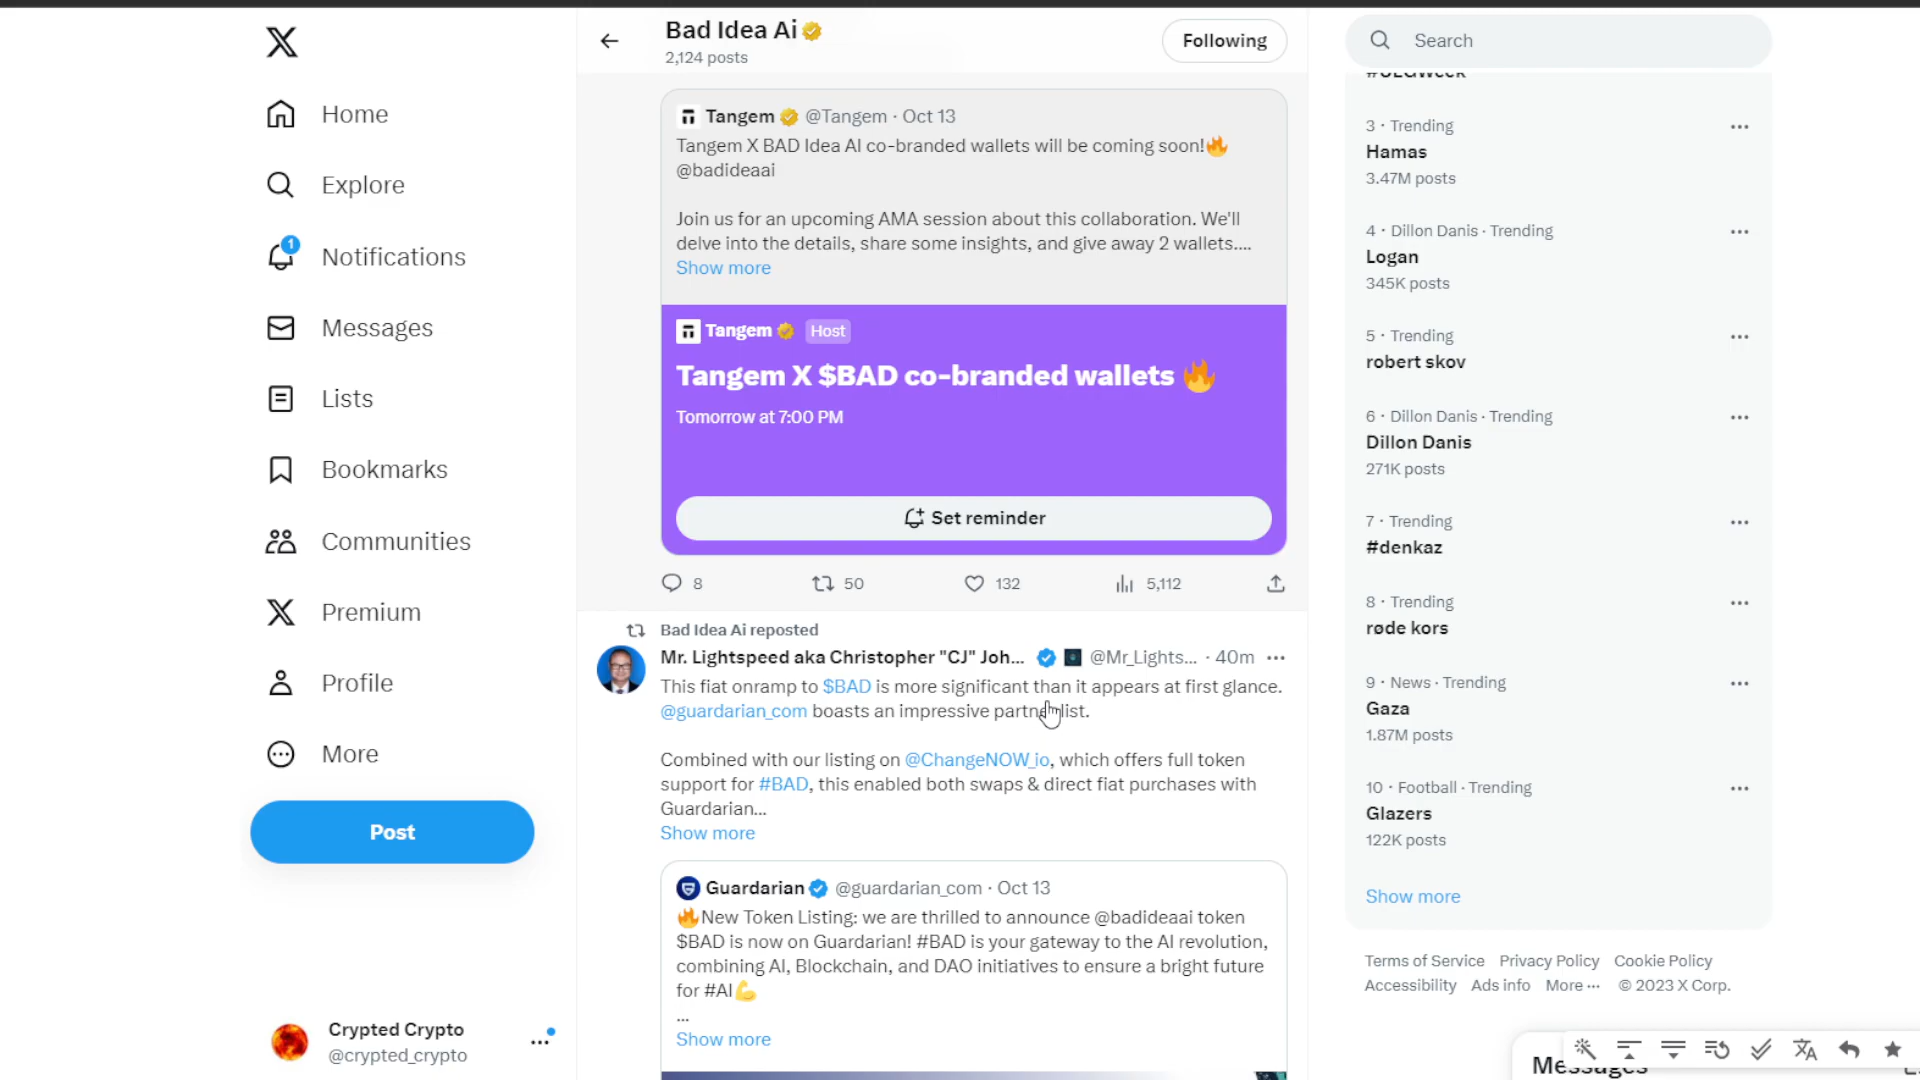 Home
Explore
1
Notifications
Messages
Lists
Bookmarks
Communities
Premium
Profile
More
Post
Crypted Crypto
@crypted_crypto
Bad Idea Ai
2,124 posts
Following
Tangem @Tangem · Oct 13
Tangem X BAD Idea AI co-branded wallets will be coming soon!🔥
@badideaai
Join us for an upcoming AMA session about this collaboration. We'll
delve into the details, share some insights, and give away 2 wallets....
Show more
Tangem Host
Tangem X $BAD co-branded wallets 🔥
Tomorrow at 7:00 PM
Set reminder
8 50 132 5,112
Bad Idea Ai reposted
Mr. Lightspeed aka Christopher "CJ" Joh... @Mr_Lights... · 40m
This fiat onramp to $BAD is more significant than it appears at first glance.
@guardarian_com boasts an impressive partner list.
Combined with our listing on @ChangeNOW_io, which offers full token
support for #BAD, this enabled both swaps & direct fiat purchases with
Guardarian...
Show more
Guardarian @guardarian_com · Oct 13
🔥New Token Listing: we are thrilled to announce @badideaai token
$BAD is now on Guardarian! #BAD is your gateway to the AI revolution,
combining AI, Blockchain, and DAO initiatives to ensure a bright future
for #AI💪
...
Show more
Search
3 · Trending
Hamas
3.47M posts
4 · Dillon Danis · Trending
Logan
345K posts
5 · Trending
robert skov
6 · Dillon Danis · Trending
Dillon Danis
271K posts
7 · Trending
#denkaz
8 · Trending
røde kors
9 · News · Trending
Gaza
1.87M posts
10 · Football · Trending
Glazers
122K posts
Show more
Terms of Service Privacy Policy Cookie Policy
Accessibility Ads info More ··· © 2023 X Corp.
Messages